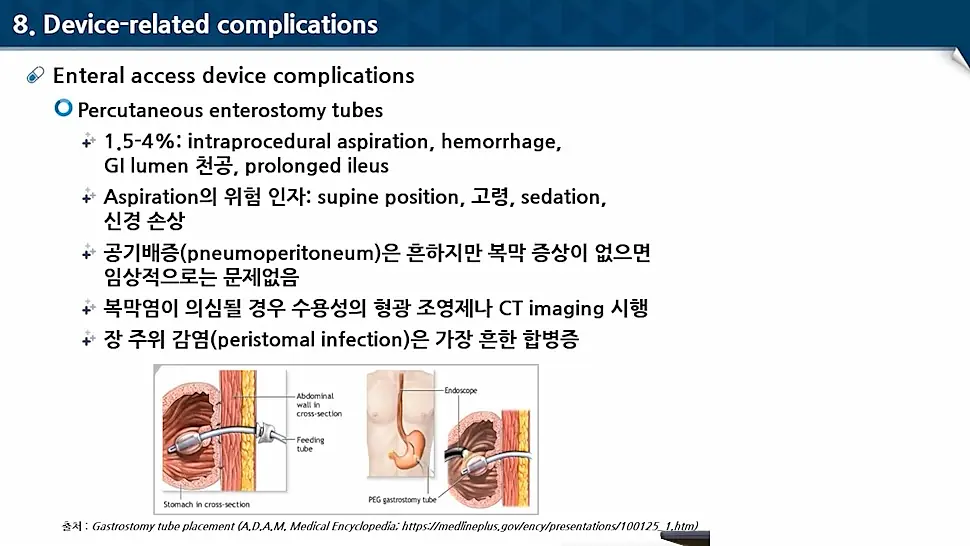 8. Device-related complications
Enteral access device complications
Percutaneous enterostomy tubes
1.5-4%: intraprocedural aspiration, hemorrhage,
GI lumen 천공, prolonged ileus
Aspiration의 위험 인자: supine position, 고령, sedation,
신경 손상
공기배증(pneumoperitoneum)은 흔하지만 복막 증상이 없으면
임상적으로는 문제없음
복막염이 의심될 경우 수용성의 형광 조영제나 CT imaging 시행
장 주위 감염(peristomal infection)은 가장 흔한 합병증
Abdominal
wall in
cross-section
Feeding
tube
Stomach in cross-section
Endoscope
PEG gastrostomy tube
출처 : Gastrostomy tube placement (A,D,A,M, Medical Encyclopedia; https://medlineplus,gov/ency/presentations/100125_1,htm)